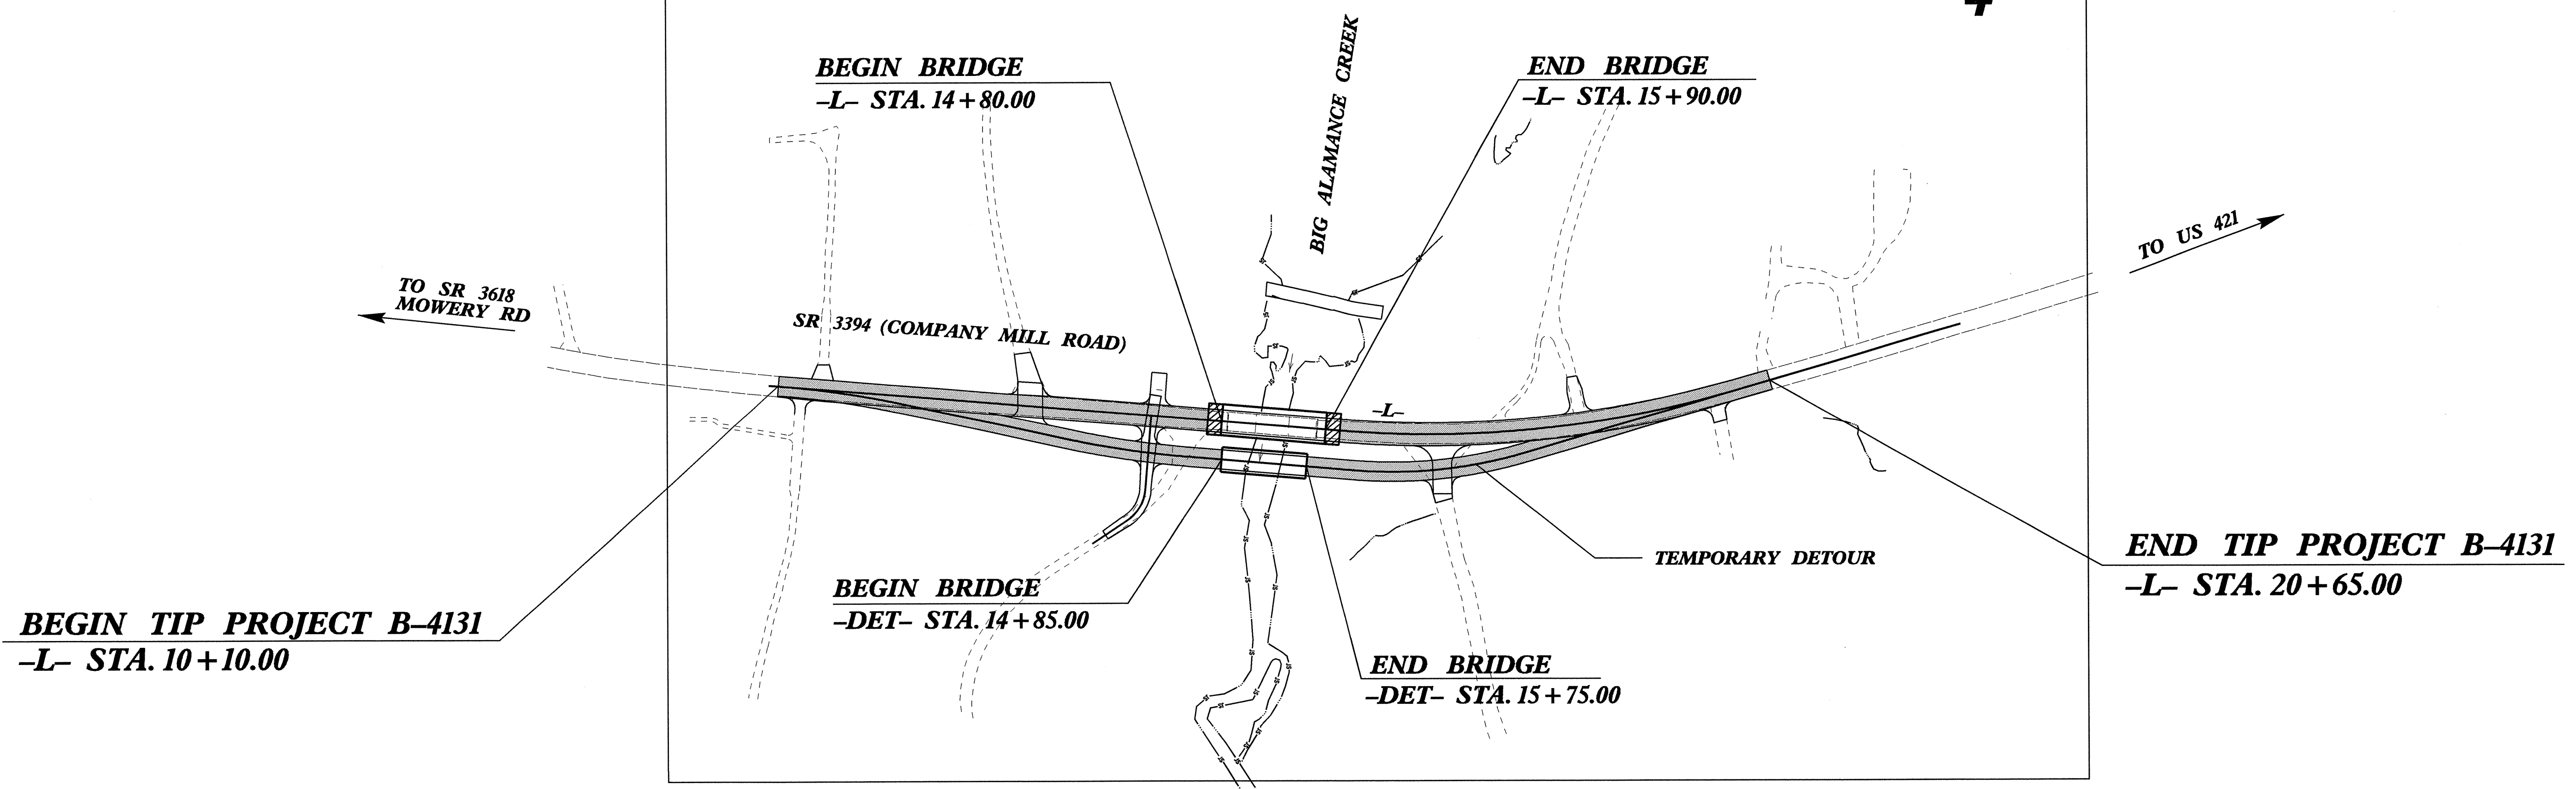 4
BEGIN BRIDGE
–L– STA. 14+80.00
BIG ALAMANCE CREEK
END BRIDGE
–L– STA. 15+90.00
TO US 421
TO SR 3618
MOWERY RD
SR 3394 (COMPANY MILL ROAD)
–L–
TEMPORARY DETOUR
BEGIN BRIDGE
–DET– STA. 14+85.00
END BRIDGE
–DET– STA. 15+75.00
BEGIN TIP PROJECT B–4131
–L– STA. 10+10.00
END TIP PROJECT B–4131
–L– STA. 20+65.00